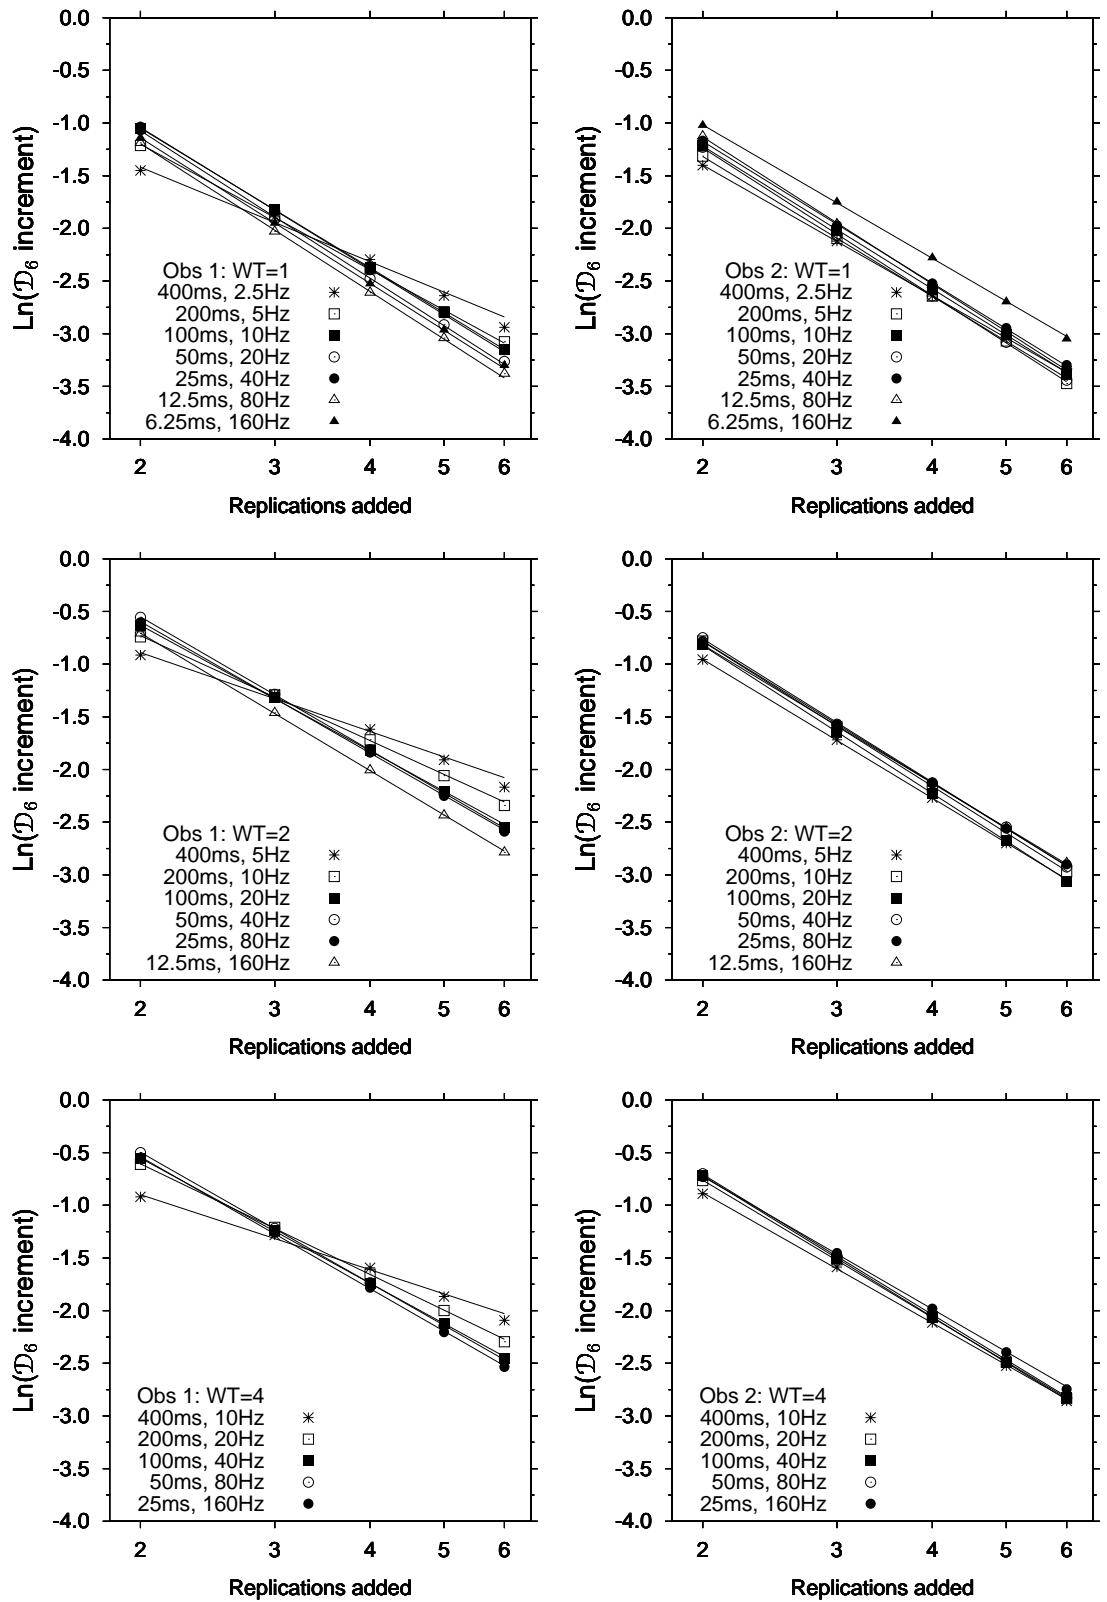 0.0
-0.5
-1.0
-1.5
-2.0
-2.5
-3.0
-3.5
-4.0
Ln(𝒟6 increment)
Obs 1: WT=1
400ms, 2.5Hz
200ms, 5Hz
100ms, 10Hz
50ms, 20Hz
25ms, 40Hz
12.5ms, 80Hz
6.25ms, 160Hz
2 3 4 5 6
Replications added
0.0
-0.5
-1.0
-1.5
-2.0
-2.5
-3.0
-3.5
-4.0
Ln(𝒟6 increment)
Obs 2: WT=1
400ms, 2.5Hz
200ms, 5Hz
100ms, 10Hz
50ms, 20Hz
25ms, 40Hz
12.5ms, 80Hz
6.25ms, 160Hz
2 3 4 5 6
Replications added
0.0
-0.5
-1.0
-1.5
-2.0
-2.5
-3.0
-3.5
-4.0
Ln(𝒟6 increment)
Obs 1: WT=2
400ms, 5Hz
200ms, 10Hz
100ms, 20Hz
50ms, 40Hz
25ms, 80Hz
12.5ms, 160Hz
2 3 4 5 6
Replications added
0.0
-0.5
-1.0
-1.5
-2.0
-2.5
-3.0
-3.5
-4.0
Ln(𝒟6 increment)
Obs 2: WT=2
400ms, 5Hz
200ms, 10Hz
100ms, 20Hz
50ms, 40Hz
25ms, 80Hz
12.5ms, 160Hz
2 3 4 5 6
Replications added
0.0
-0.5
-1.0
-1.5
-2.0
-2.5
-3.0
-3.5
-4.0
Ln(𝒟6 increment)
Obs 1: WT=4
400ms, 10Hz
200ms, 20Hz
100ms, 40Hz
50ms, 80Hz
25ms, 160Hz
2 3 4 5 6
Replications added
0.0
-0.5
-1.0
-1.5
-2.0
-2.5
-3.0
-3.5
-4.0
Ln(𝒟6 increment)
Obs 2: WT=4
400ms, 10Hz
200ms, 20Hz
100ms, 40Hz
50ms, 80Hz
25ms, 160Hz
2 3 4 5 6
Replications added